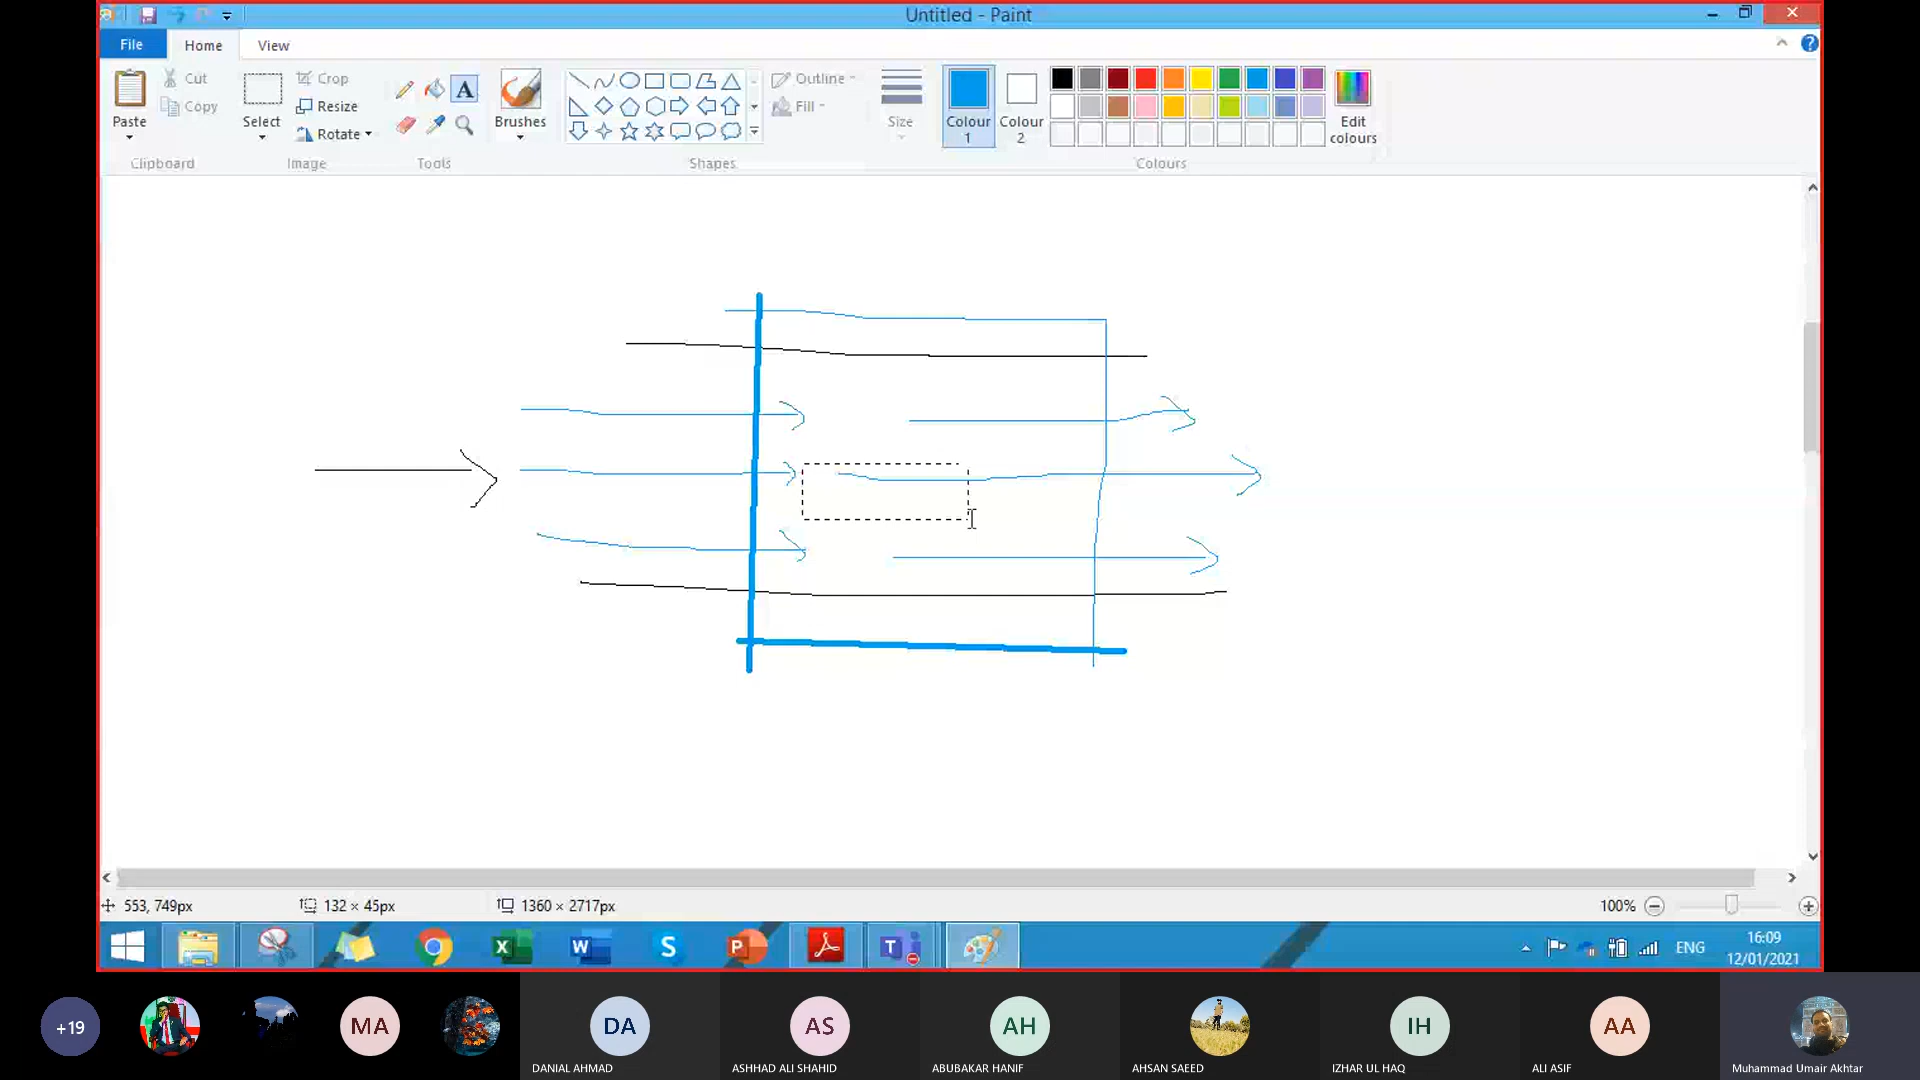 Untitled - Paint
File Home View
Paste
Cut
Copy
Clipboard
Select
Crop
Resize
Rotate
Image
A
Tools
Brushes
Shapes
Outline
Fill
Size
Colour 1
Colour 2
Edit colours
Colours
553, 749px
132 × 45px
1360 × 2717px
100%
ENG
16:09
12/01/2021
+19
MA
DA
DANIAL AHMAD
AS
ASHHAD ALI SHAHID
AH
ABUBAKAR HANIF
AHSAN SAEED
IH
IZHAR UL HAQ
AA
ALI ASIF
Muhammad Umair Akhtar